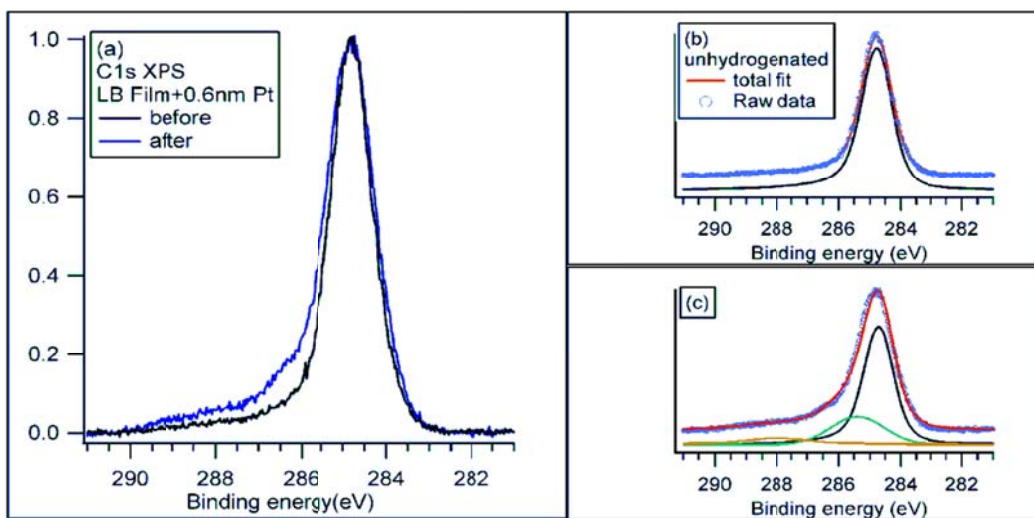 (a)
C1s XPS
LB Film+0.6nm Pt
before
after
1.0
0.8
0.6
0.4
0.2
0.0
290
288
286
284
282
Binding energy(eV)
(b)
unhydrogenated
total fit
Raw data
290
288
286
284
282
Binding energy (eV)
(c)
290
288
286
284
282
Binding energy (eV)